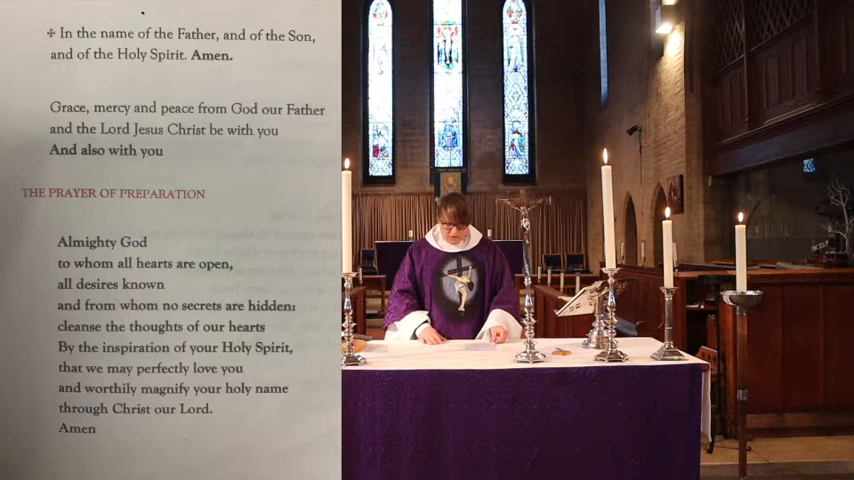 ✠ In the name of the Father, and of the Son,
and of the Holy Spirit. Amen.
Grace, mercy and peace from God our Father
and the Lord Jesus Christ be with you
And also with you
THE PRAYER OF PREPARATION
Almighty God
to whom all hearts are open,
all desires known
and from whom no secrets are hidden:
cleanse the thoughts of our hearts
By the inspiration of your Holy Spirit,
that we may perfectly love you
and worthily magnify your holy name
through Christ our Lord.
Amen